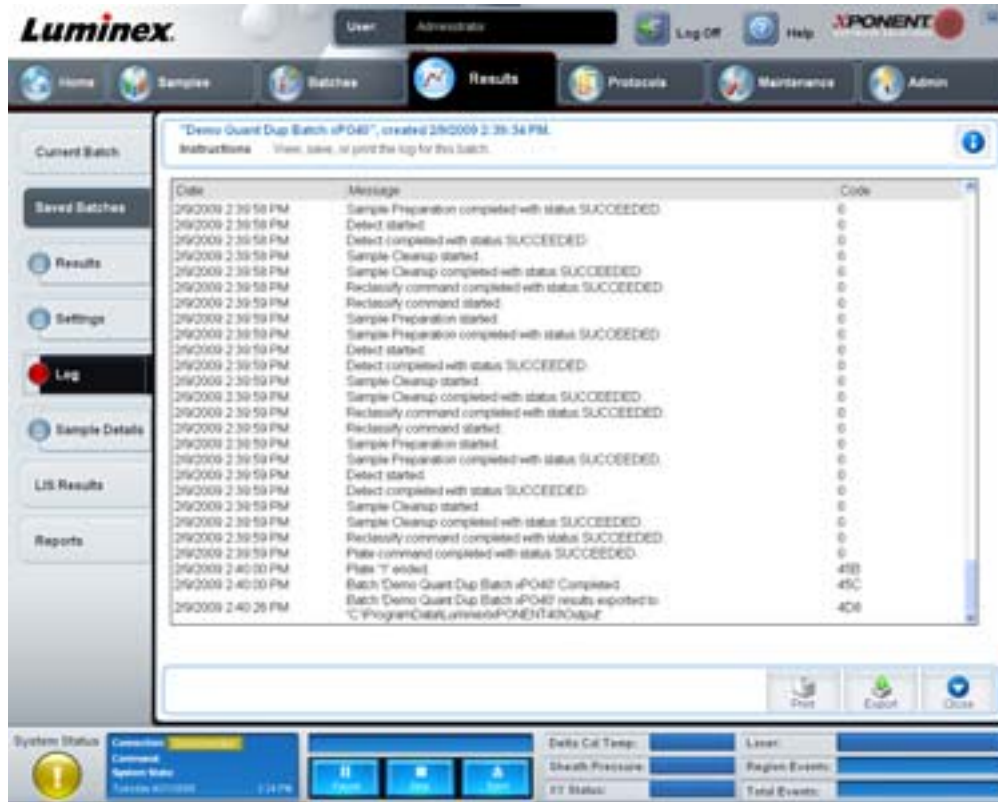 Luminex.
User: Administrator
Log Off
Help
XPONENT
Home
Samples
Batches
Results
Protocols
Maintenance
Admin
"Demo Quant Dup Batch xPO40", created 2/9/2009 2:39:34 PM.
Instructions View, save, or print the log for this batch.
Current Batch
Saved Batches
Results
Settings
Log
Sample Details
LIS Results
Reports
Date Message Code
2/9/2009 2:39:58 PM Sample Preparation completed with status SUCCEEDED. 0
2/9/2009 2:39:58 PM Detect started. 0
2/9/2009 2:39:58 PM Detect completed with status SUCCEEDED. 0
2/9/2009 2:39:58 PM Sample Cleanup started. 0
2/9/2009 2:39:58 PM Sample Cleanup completed with status SUCCEEDED. 0
2/9/2009 2:39:58 PM Reclassify command completed with status SUCCEEDED. 0
2/9/2009 2:39:59 PM Reclassify command started. 0
2/9/2009 2:39:59 PM Sample Preparation started. 0
2/9/2009 2:39:59 PM Sample Preparation completed with status SUCCEEDED. 0
2/9/2009 2:39:59 PM Detect started. 0
2/9/2009 2:39:59 PM Detect completed with status SUCCEEDED. 0
2/9/2009 2:39:59 PM Sample Cleanup started. 0
2/9/2009 2:39:59 PM Sample Cleanup completed with status SUCCEEDED. 0
2/9/2009 2:39:59 PM Reclassify command completed with status SUCCEEDED. 0
2/9/2009 2:39:59 PM Reclassify command started. 0
2/9/2009 2:39:59 PM Sample Preparation started. 0
2/9/2009 2:39:59 PM Sample Preparation completed with status SUCCEEDED. 0
2/9/2009 2:39:59 PM Detect started. 0
2/9/2009 2:39:59 PM Detect completed with status SUCCEEDED. 0
2/9/2009 2:39:59 PM Sample Cleanup started. 0
2/9/2009 2:39:59 PM Sample Cleanup completed with status SUCCEEDED. 0
2/9/2009 2:39:59 PM Reclassify command completed with status SUCCEEDED. 0
2/9/2009 2:39:59 PM Plate command completed with status SUCCEEDED. 0
2/9/2009 2:40:00 PM Plate '1' ended. 45B
2/9/2009 2:40:00 PM Batch 'Demo Quant Dup Batch xPO40' Completed. 45C
2/9/2009 2:40:26 PM Batch 'Demo Quant Dup Batch xPO40' results exported to 4D8
'C:\ProgramData\Luminex\xPONENT40\Output'
Print
Export
Close
System Status
Connection:
Command:
System State:
Pause
Stop
Eject
Delta Cal Temp:
Sheath Pressure:
XY Status:
Laser:
Region Events:
Total Events: